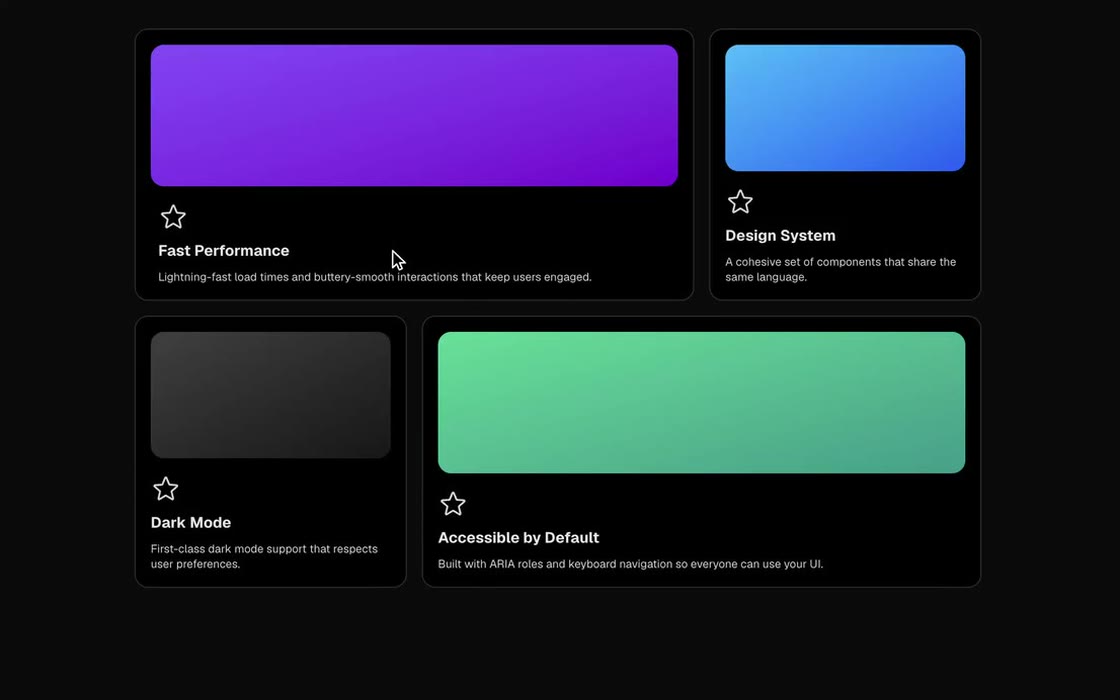 Fast Performance
Lightning-fast load times and buttery-smooth interactions that keep users engaged.
Design System
A cohesive set of components that share the
same language.
Dark Mode
First-class dark mode support that respects
user preferences.
Accessible by Default
Built with ARIA roles and keyboard navigation so everyone can use your UI.